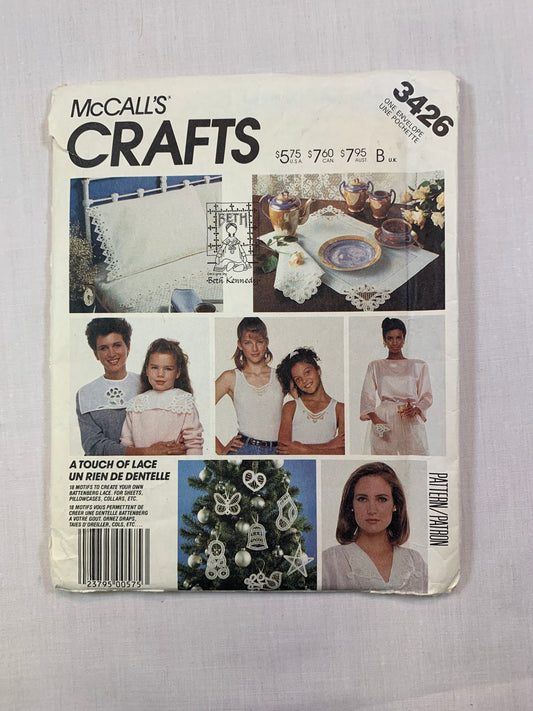 McCALL'S
CRAFTS
$5.75 U.S.A. $7.60 CAN. $7.95 AUST. B U.K.
3426
ONE ENVELOPE
UNE POCHETTE
BETH
designs by
Beth Kennedy
A TOUCH OF LACE
UN RIEN DE DENTELLE
18 MOTIFS TO CREATE YOUR OWN
BATTENBERG LACE. FOR SHEETS,
PILLOWCASES, COLLARS, ETC.
18 MOTIFS VOUS PERMETTENT DE
CREER UNE DENTELLE BATTENBERG
A VOTRE GOUT. ORNEZ DRAPS,
TAIES D'OREILLER, COLS, ETC.
23795 00575
PATTERN/PATRON